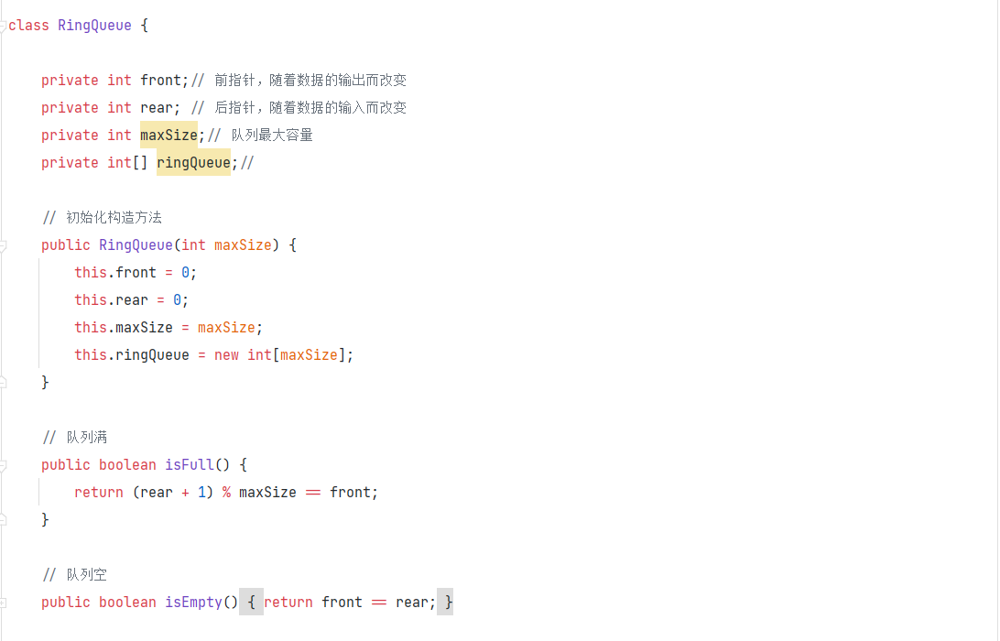 class RingQueue {
private int front;// 前指针，随着数据的输出而改变
private int rear; // 后指针，随着数据的输入而改变
private int maxSize;// 队列最大容量
private int[] ringQueue;//
// 初始化构造方法
public RingQueue(int maxSize) {
this.front = 0;
this.rear = 0;
this.maxSize = maxSize;
this.ringQueue = new int[maxSize];
}
// 队列满
public boolean isFull() {
return (rear + 1) % maxSize == front;
}
// 队列空
public boolean isEmpty() { return front == rear; }